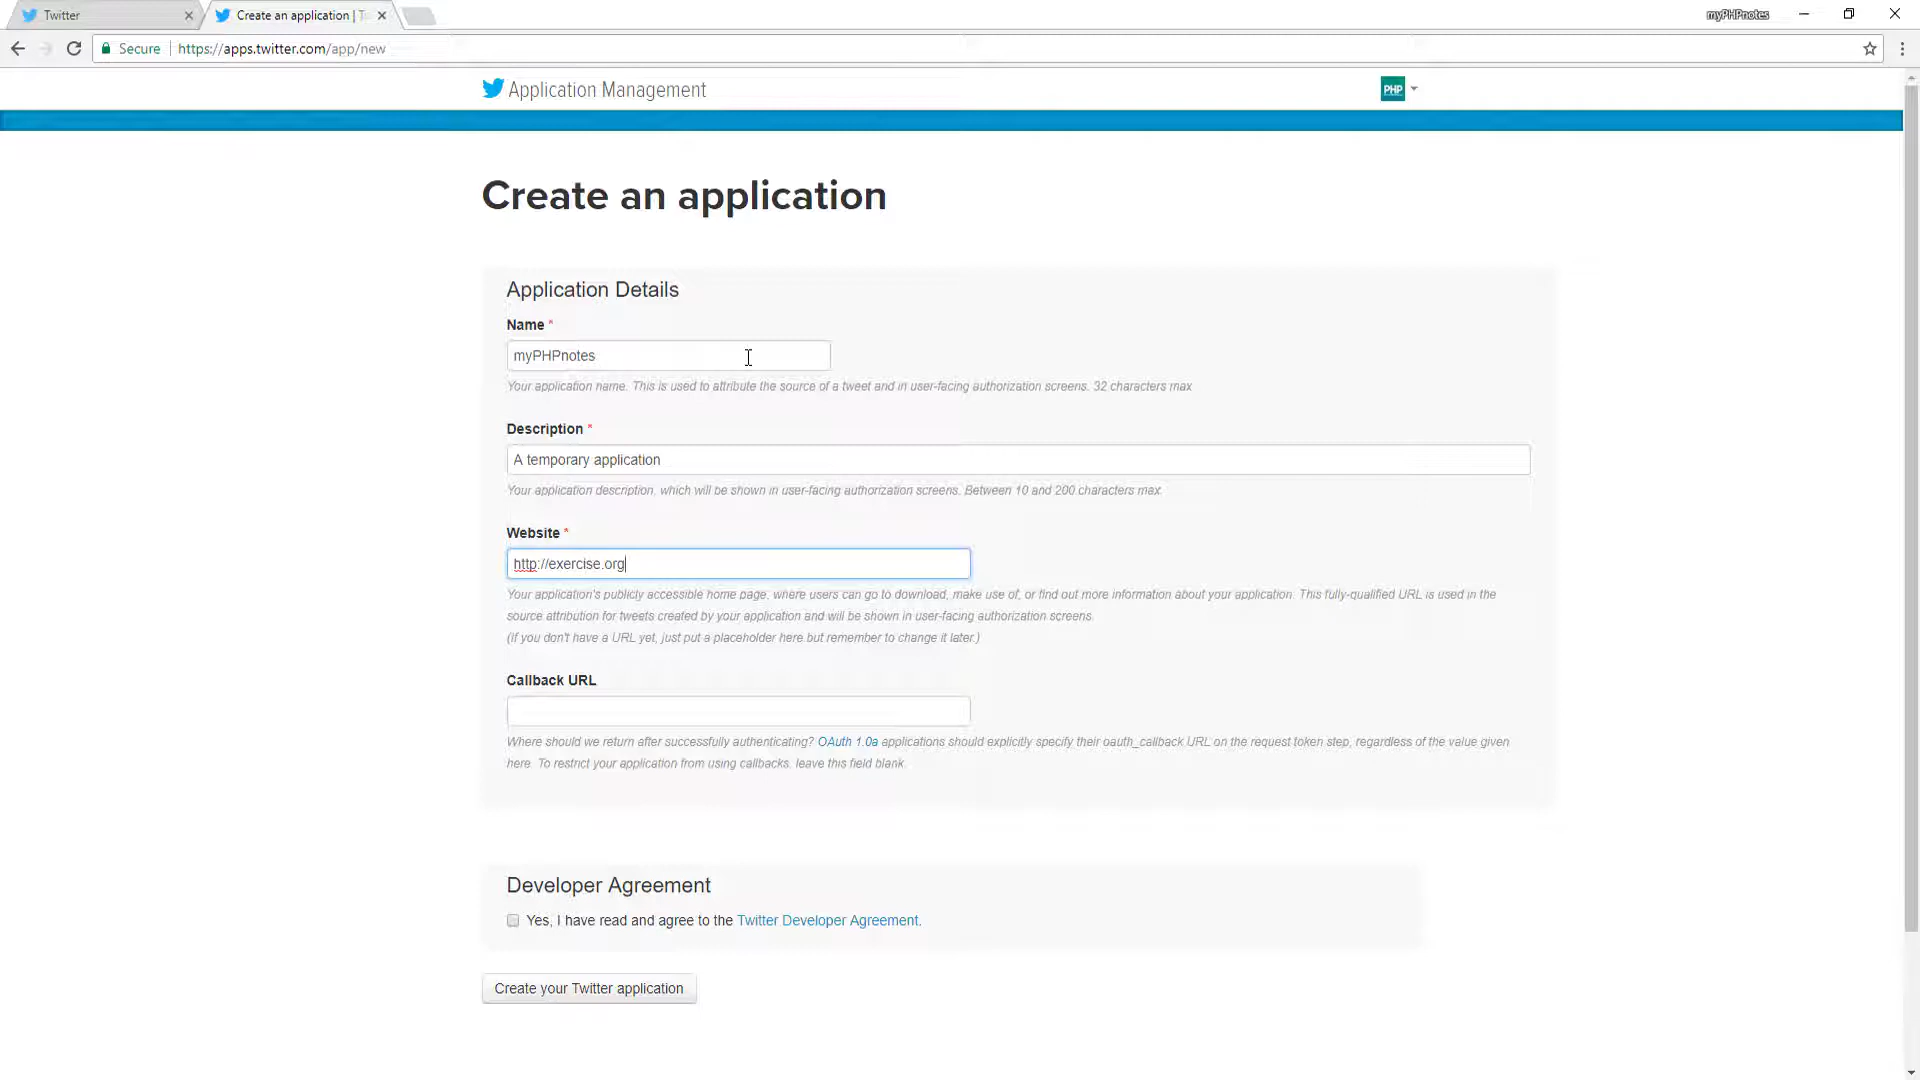 Twitter
Create an application | T
myPHPnotes
Secure
https://apps.twitter.com/app/new
Application Management
PHP
Create an application
Application Details
Name *
myPHPnotes
Your application name. This is used to attribute the source of a tweet and in user-facing authorization screens. 32 characters max.
Description *
A temporary application
Your application description, which will be shown in user-facing authorization screens. Between 10 and 200 characters max.
Website *
http://exercise.org
Your application's publicly accessible home page, where users can go to download, make use of, or find out more information about your application. This fully-qualified URL is used in the
source attribution for tweets created by your application and will be shown in user-facing authorization screens.
(If you don't have a URL yet, just put a placeholder here but remember to change it later.)
Callback URL
Where should we return after successfully authenticating? OAuth 1.0a applications should explicitly specify their oauth_callback URL on the request token step, regardless of the value given
here. To restrict your application from using callbacks, leave this field blank.
Developer Agreement
Yes, I have read and agree to the Twitter Developer Agreement.
Create your Twitter application